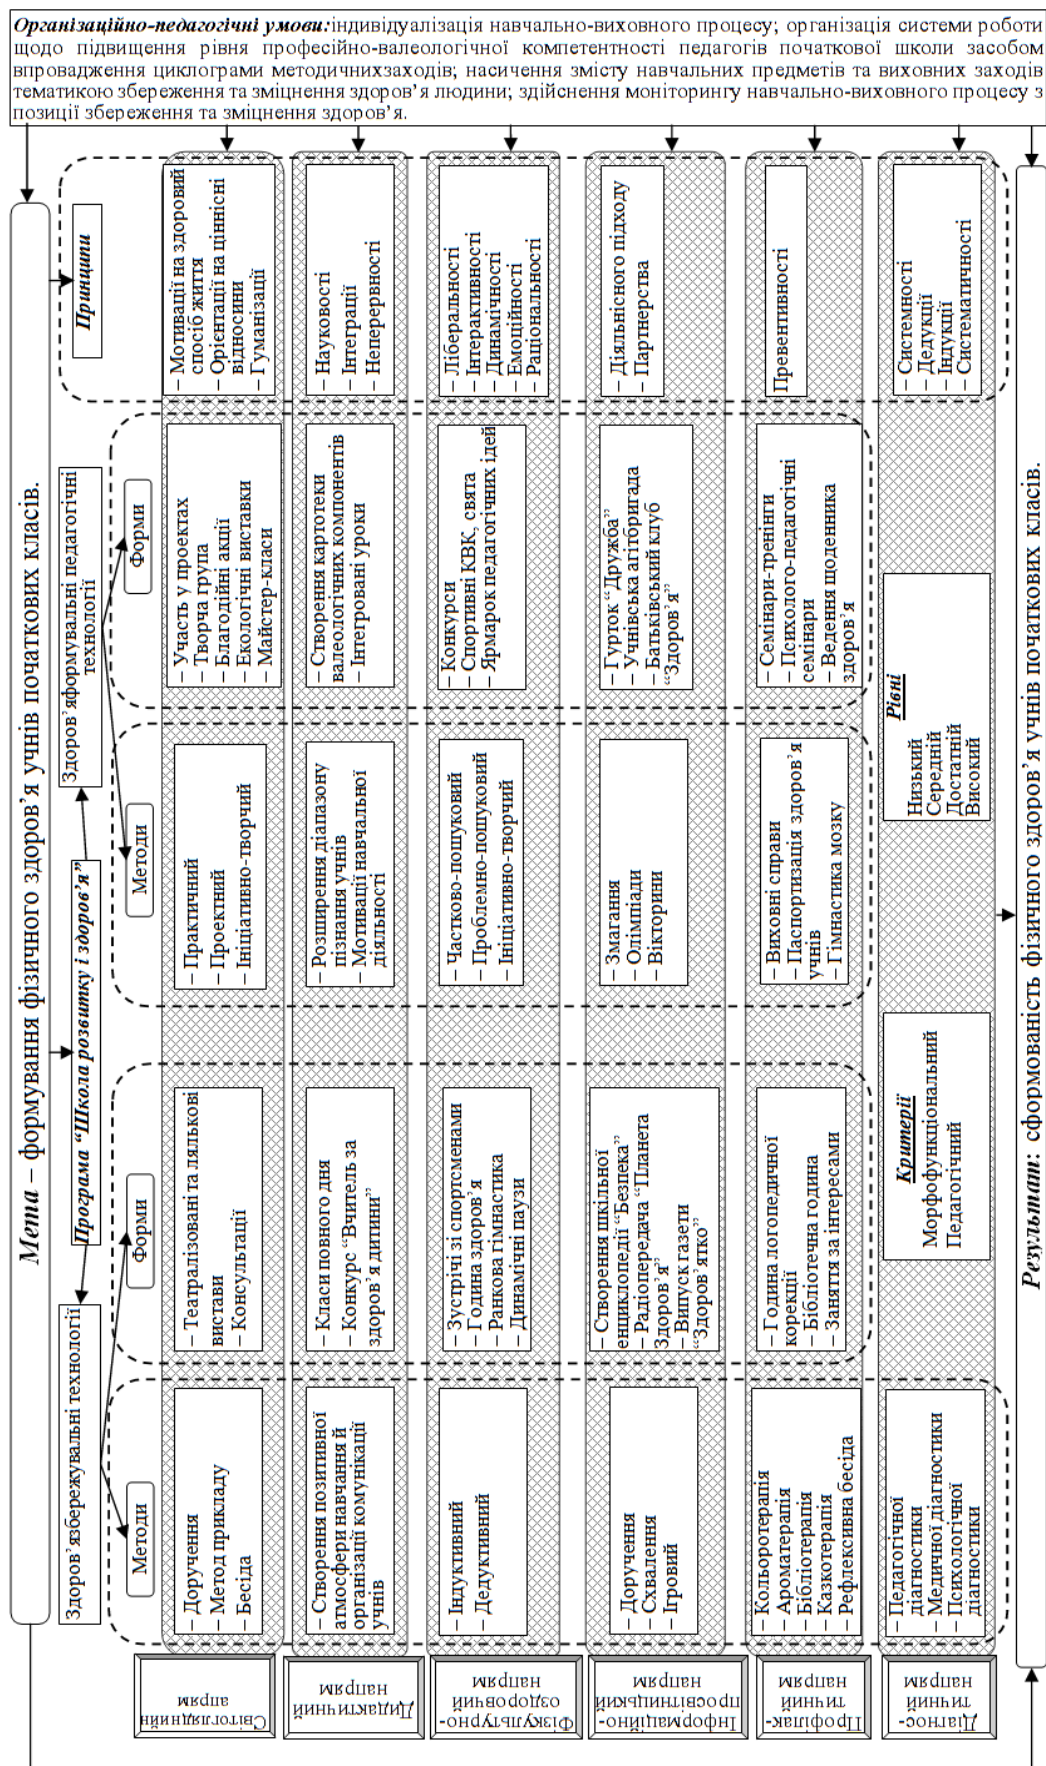 Організаційно-педагогічні умови:індивідуалізація навчально-виховного процесу; організація системи роботи
щодо підвищення рівня професійно-валеологічної компетентності педагогів початкової школи засобом
впровадження циклограми методичнихзаходів; насичення змісту навчальних предметів та виховних заходів
тематикою збереження та зміцнення здоров’я людини; здійснення моніторингу навчально-виховного процесу з
позиції збереження та зміцнення здоров’я.
Мета – формування фізичного здоров’я учнів початкових класів.
Програма “Школа розвитку і здоров’я”
Здоров’язбережувальні технології
Здоров’яформувальні педагогічні
технології
Принципи
Методи
Форми
Методи
Форми
Світоглядний
апрям
– Доручення
– Метод прикладу
– Бесіда
– Театралізовані та лялькові
вистави
– Консультації
– Практичний
– Проектний
– Ініціативно-творчий
– Участь у проектах
– Творча група
– Благодійні акції
– Екологічні виставки
– Майстер-класи
– Мотивації на здоровий
спосіб життя
– Орієнтації на ціннісні
відносини
– Гуманізації
Дидактичний
напрям
– Створення позитивної
атмосфери навчання й
організації комунікації
учнів
– Класи повного дня
– Конкурс “Вчитель за
здоров’я дитини”
– Розширення діапазону
пізнання учнів
– Мотивації навчальної
діяльності
– Створення картотеки
валеологічних компонентів
– Інтегровані уроки
– Науковості
– Інтеграції
– Неперервності
Фізкультурно-
оздоровчий
напрям
– Індуктивний
– Дедуктивний
– Зустрічі зі спортсменами
– Година здоров’я
– Ранкова гімнастика
– Динамічні паузи
– Частково-пошуковий
– Проблемно-пошуковий
– Ініціативно-творчий
– Конкурси
– Спортивні КВК, свята
– Ярмарок педагогічних ідей
– Ліберальності
– Інтерактивності
– Динамічності
– Емоційності
– Раціональності
Інформаційно-
просвітницький
напрям
– Доручення
– Схвалення
– Ігровий
– Створення шкільної
енциклопедії “Безпека”
– Радіопередача “Планета
Здоров’я”
– Випуск газети
“Здоров’ятко”
– Змагання
– Олімпіади
– Вікторини
– Гурток “Дружба”
– Учнівська агітбригада
– Батьківський клуб
“Здоров’я”
– Діяльнісного підходу
– Партнерства
Профілак-
тичний
напрям
– Кольоротерапія
– Ароматерапія
– Бібліотерапія
– Казкотерапія
– Рефлексивна бесіда
– Година логопедичної
корекції
– Бібліотечна година
– Заняття за інтересами
– Виховні справи
– Паспортизація здоров’я
учнів
– Гімнастика мозку
– Семінари-тренінги
– Психолого-педагогічні
семінари
– Ведення щоденника
здоров’я
Превентивності
Діагнос-
тичний
напрям
– Педагогічної
діагностики
– Медичної діагностики
– Психологічної
діагностики
Критерії
Морфофункціональний
Педагогічний
Рівні
Низький
Середній
Достатній
Високий
– Системності
– Дедукції
– Індукції
– Систематичності
Результат: сформованість фізичного здоров’я учнів початкових класів.